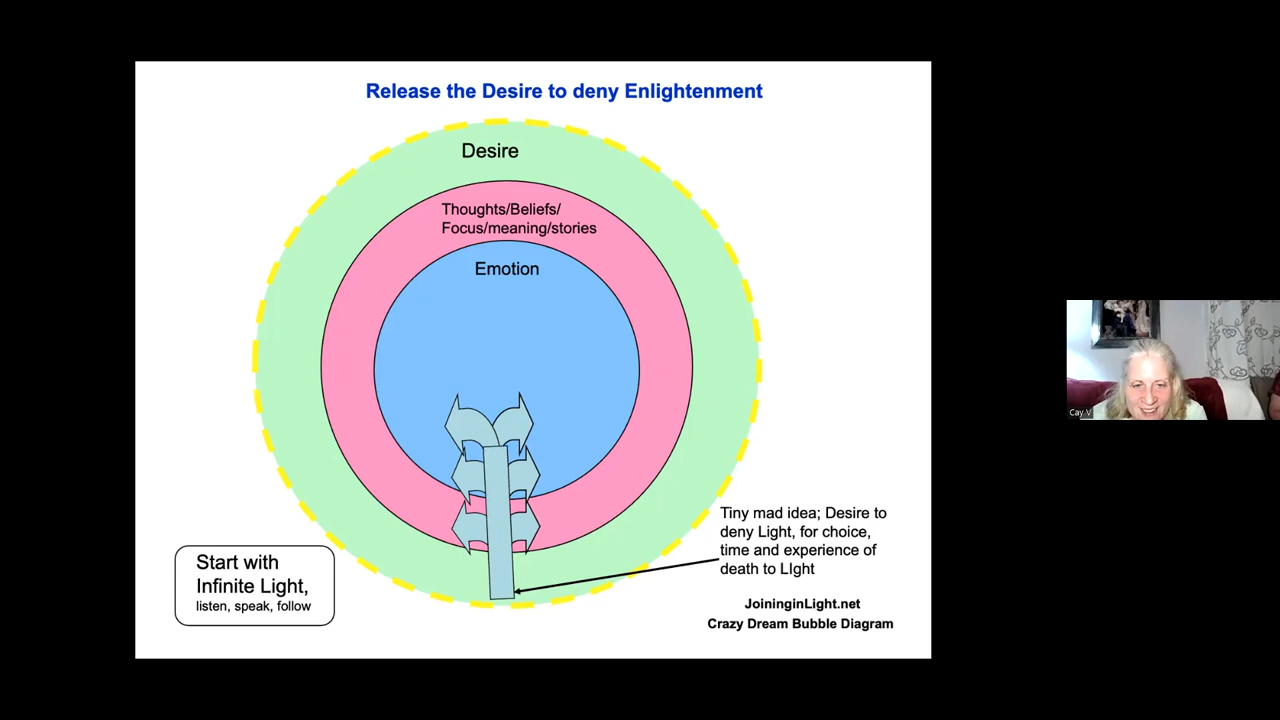 Release the Desire to deny Enlightenment
Desire
Thoughts/Beliefs/
Focus/meaning/stories
Emotion
Tiny mad idea; Desire to
deny Light, for choice,
time and experience of
death to LIght
Start with
Infinite Light,
listen, speak, follow
JoininginLight.net
Crazy Dream Bubble Diagram
Cay V